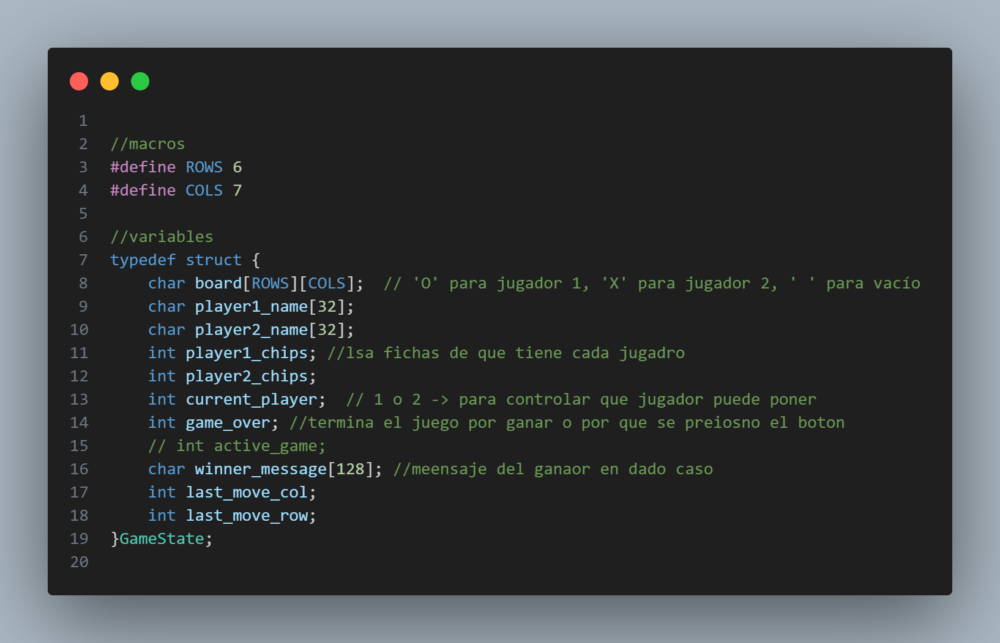 1
2 //macros
3 #define ROWS 6
4 #define COLS 7
5
6 //variables
7 typedef struct {
8     char board[ROWS][COLS];  // 'O' para jugador 1, 'X' para jugador 2, ' ' para vacío
9     char player1_name[32];
10     char player2_name[32];
11     int player1_chips; //lsa fichas de que tiene cada jugadro
12     int player2_chips;
13     int current_player;  // 1 o 2 -> para controlar que jugador puede poner
14     int game_over; //termina el juego por ganar o por que se preiosno el boton
15     // int active_game;
16     char winner_message[128]; //meensaje del ganaor en dado caso
17     int last_move_col;
18     int last_move_row;
19 }GameState;
20